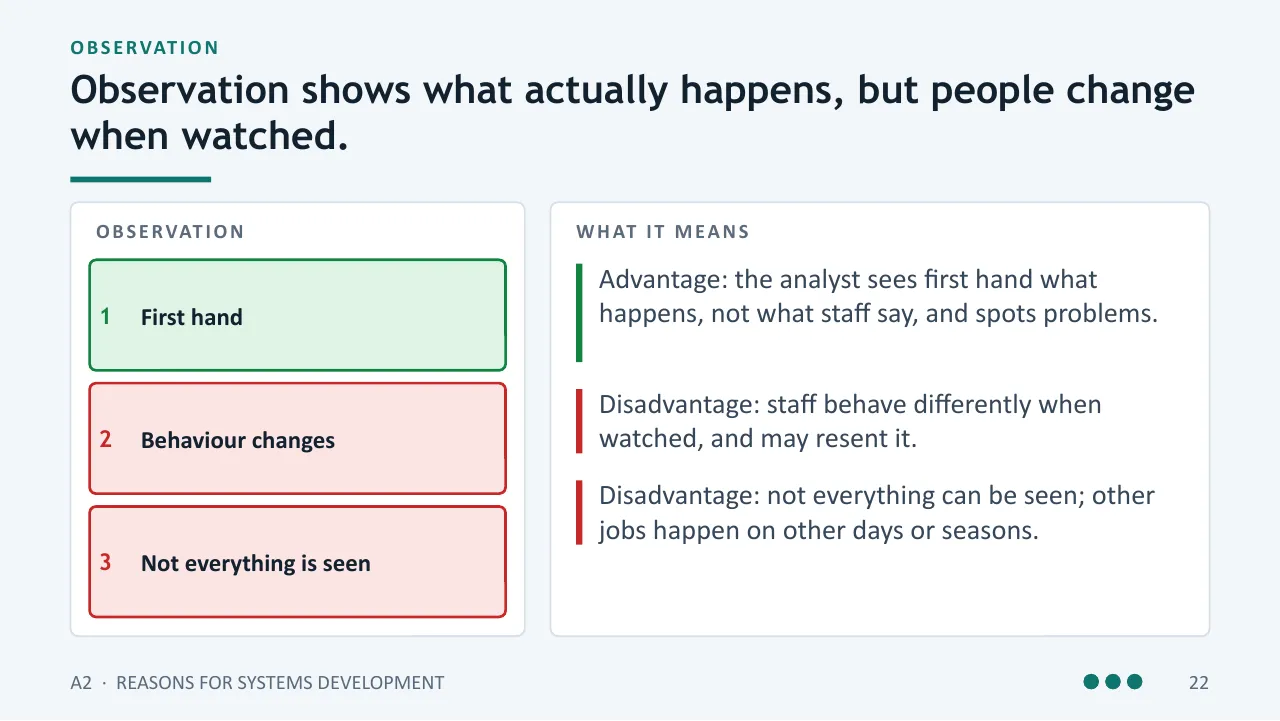 OBSERVATION
Observation shows what actually happens, but people change
when watched.
OBSERVATION
1 First hand
2 Behaviour changes
3 Not everything is seen
WHAT IT MEANS
Advantage: the analyst sees first hand what
happens, not what staff say, and spots problems.
Disadvantage: staff behave differently when
watched, and may resent it.
Disadvantage: not everything can be seen; other
jobs happen on other days or seasons.
A2 · REASONS FOR SYSTEMS DEVELOPMENT
22